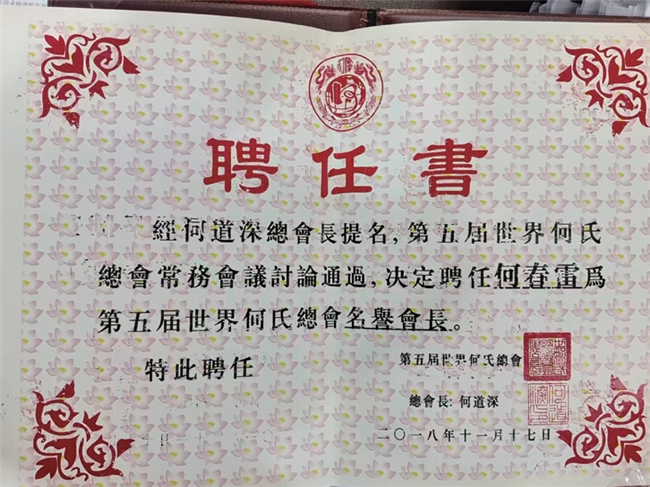 聘任書
經何道深總會長提名,第五届世界何氏
總會常務會議討論通過,决定聘任何春雷爲
第五届世界何氏總會名譽會長。
特此聘任
第五届世界何氏總會
總會長:何道深
二〇一八年十一月十七日